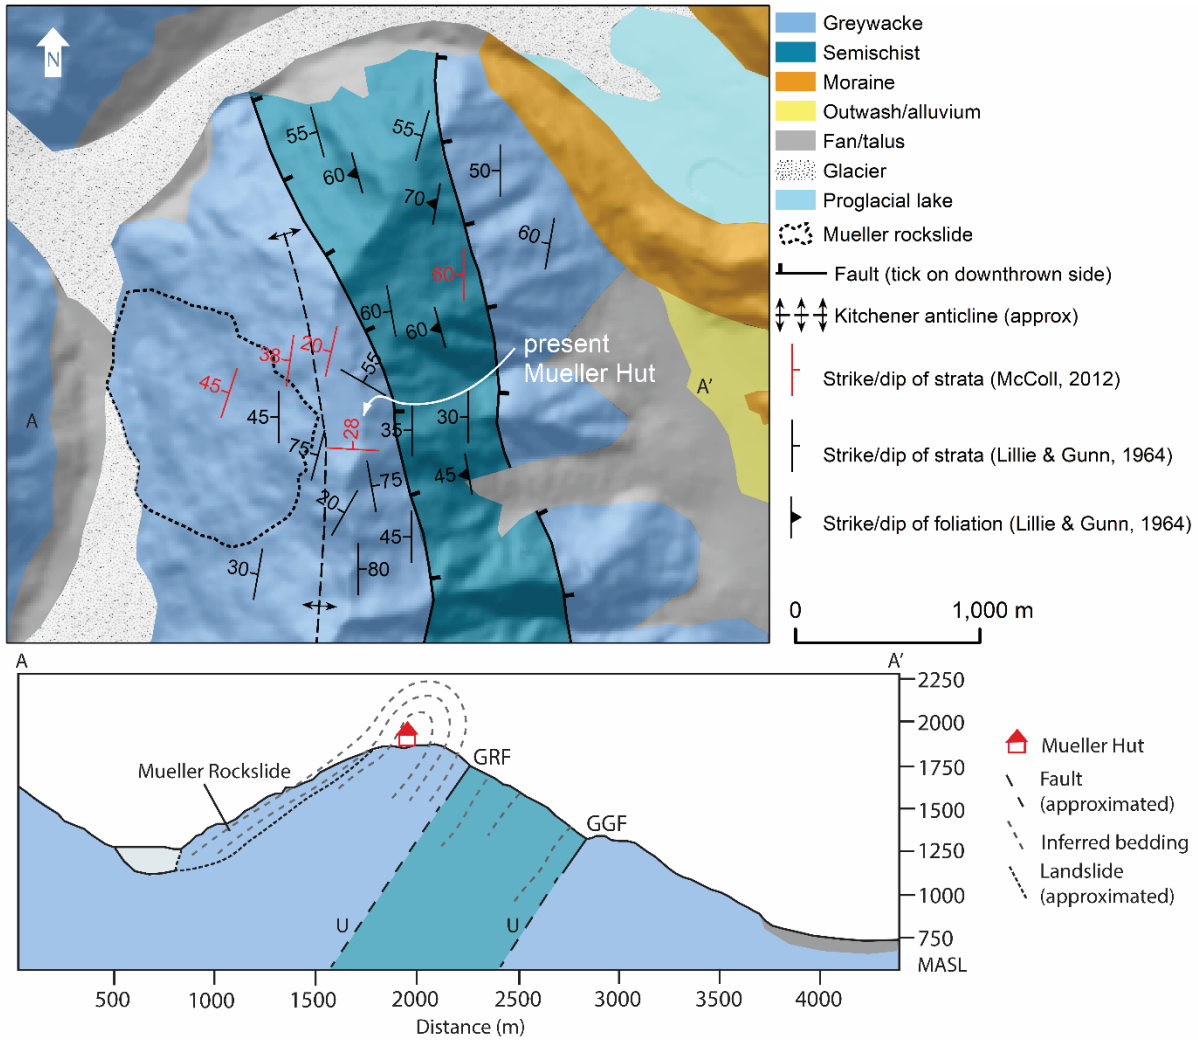 N
Greywacke
Semischist
Moraine
Outwash/alluvium
Fan/talus
Glacier
Proglacial lake
Mueller rockslide
Fault (tick on downthrown side)
Kitchener anticline (approx)
Strike/dip of strata (McColl, 2012)
Strike/dip of strata (Lillie & Gunn, 1964)
Strike/dip of foliation (Lillie & Gunn, 1964)
0 1,000 m
55
55
60
50
70
60
60
60
60
38
20
55
present
Mueller Hut
45
A
A'
45
35
30
28
75
75
45
20
45
30
80
A
A'
2250
2000
1750
1500
1250
1000
750
MASL
Mueller Rockslide
GRF
GGF
U
U
500 1000 1500 2000 2500 3000 3500 4000
Distance (m)
Mueller Hut
Fault
(approximated)
Inferred bedding
Landslide
(approximated)